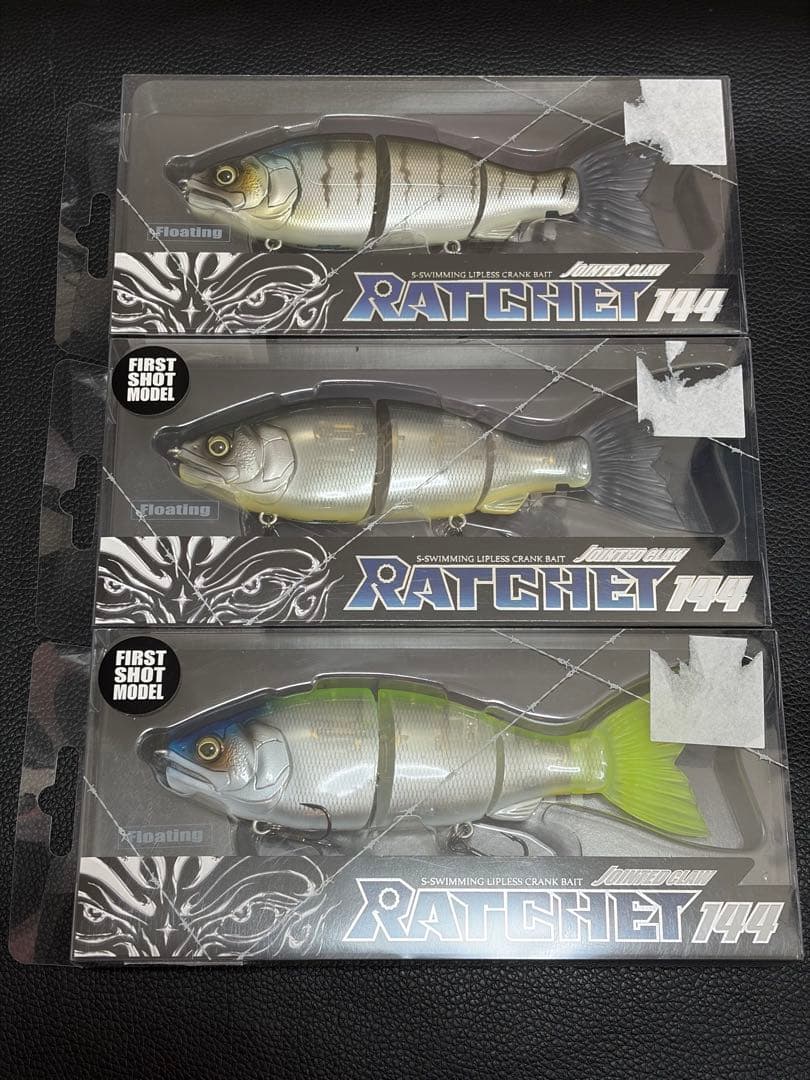 Floating
S-SWIMMING LIPLESS CRANK BAIT JOINTED CLAW
RATCHET 144
FIRST
SHOT
MODEL
Floating
S-SWIMMING LIPLESS CRANK BAIT JOINTED CLAW
RATCHET 144
FIRST
SHOT
MODEL
Floating
S-SWIMMING LIPLESS CRANK BAIT JOINTED CLAW
RATCHET 144